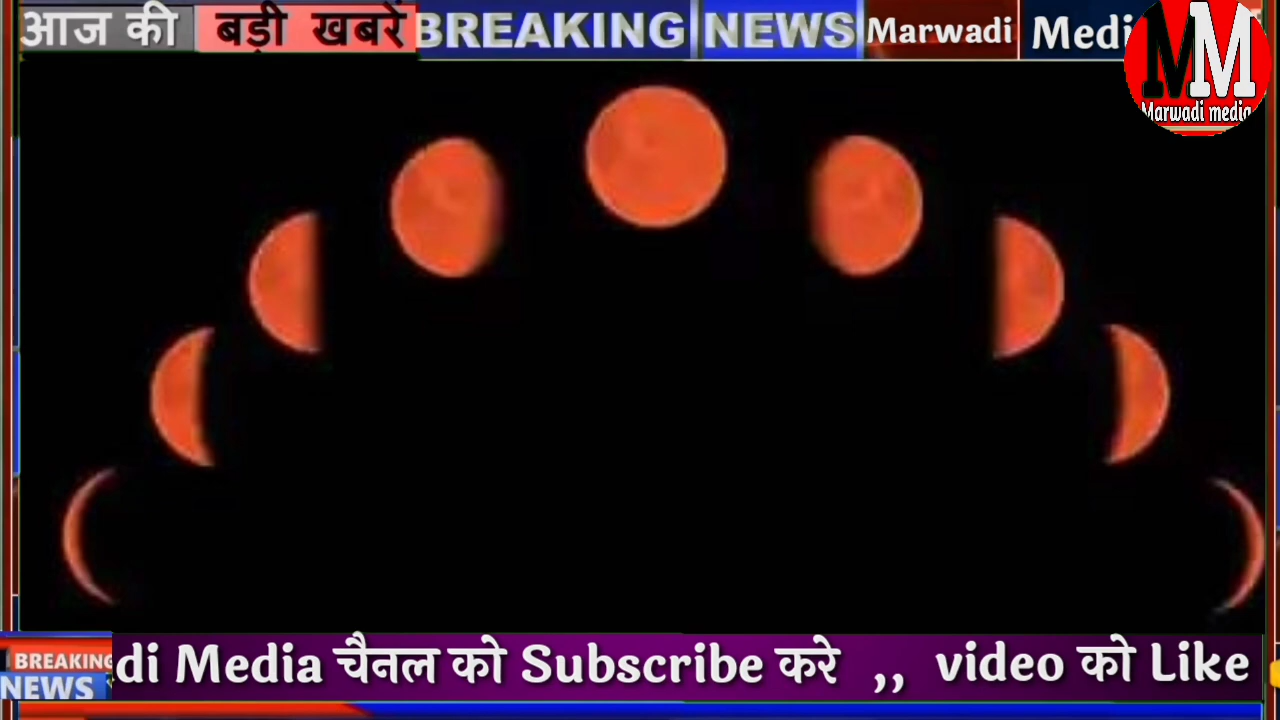 आज की बड़ी खबरें BREAKING NEWS Marwadi Medi
MM
Marwadi media
BREAKING
NEWS
di Media चैनल को Subscribe करे ,, video को Like